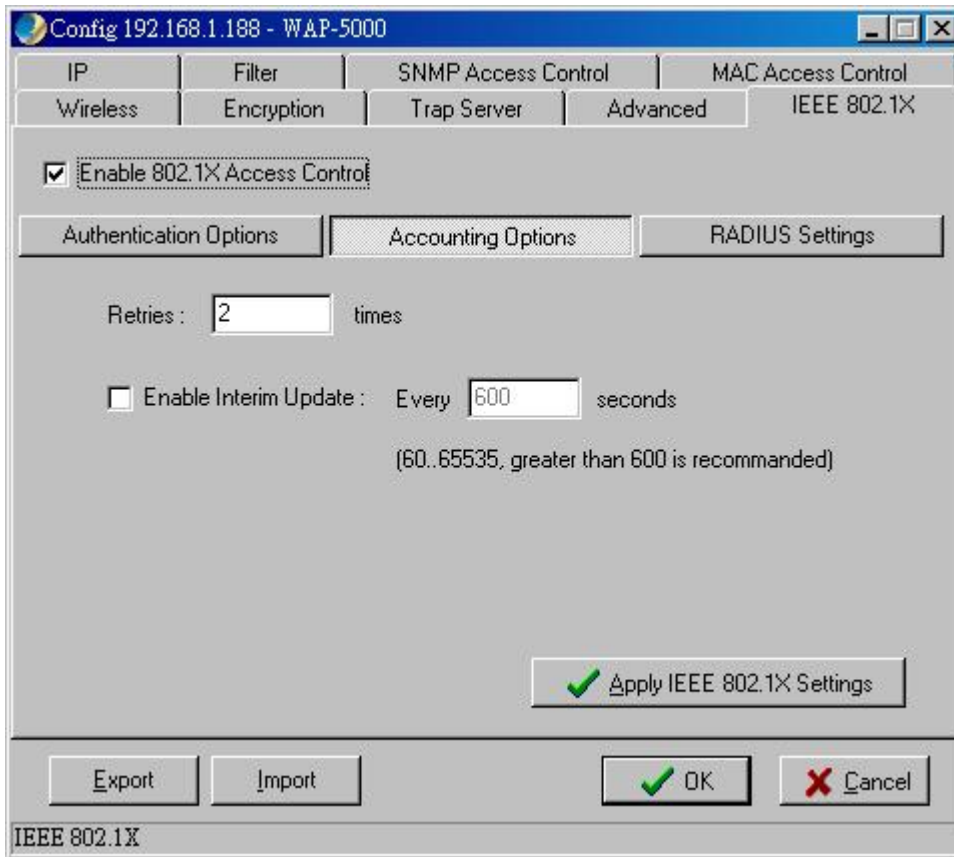 Config 192.168.1.188 - WAP-5000
IP Filter SNMP Access Control MAC Access Control
Wireless Encryption Trap Server Advanced IEEE 802.1X
Enable 802.1X Access Control
Authentication Options Accounting Options RADIUS Settings
Retries : 2 times
Enable Interim Update : Every 600 seconds
(60..65535, greater than 600 is recommanded)
Apply IEEE 802.1X Settings
Export Import OK Cancel
IEEE 802.1X